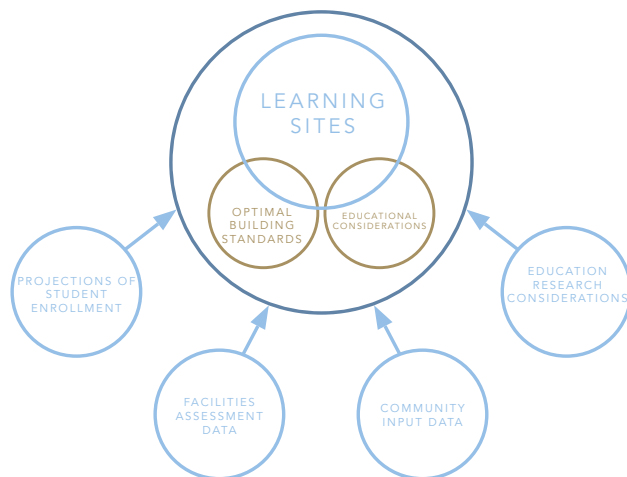 LEARNING
SITES
OPTIMAL
BUILDING
STANDARDS
EDUCATIONAL
CONSIDERATIONS
PROJECTIONS OF
STUDENT
ENROLLMENT
EDUCATION
RESEARCH
CONSIDERATIONS
FACILITIES
ASSESSMENT
DATA
COMMUNITY
INPUT DATA